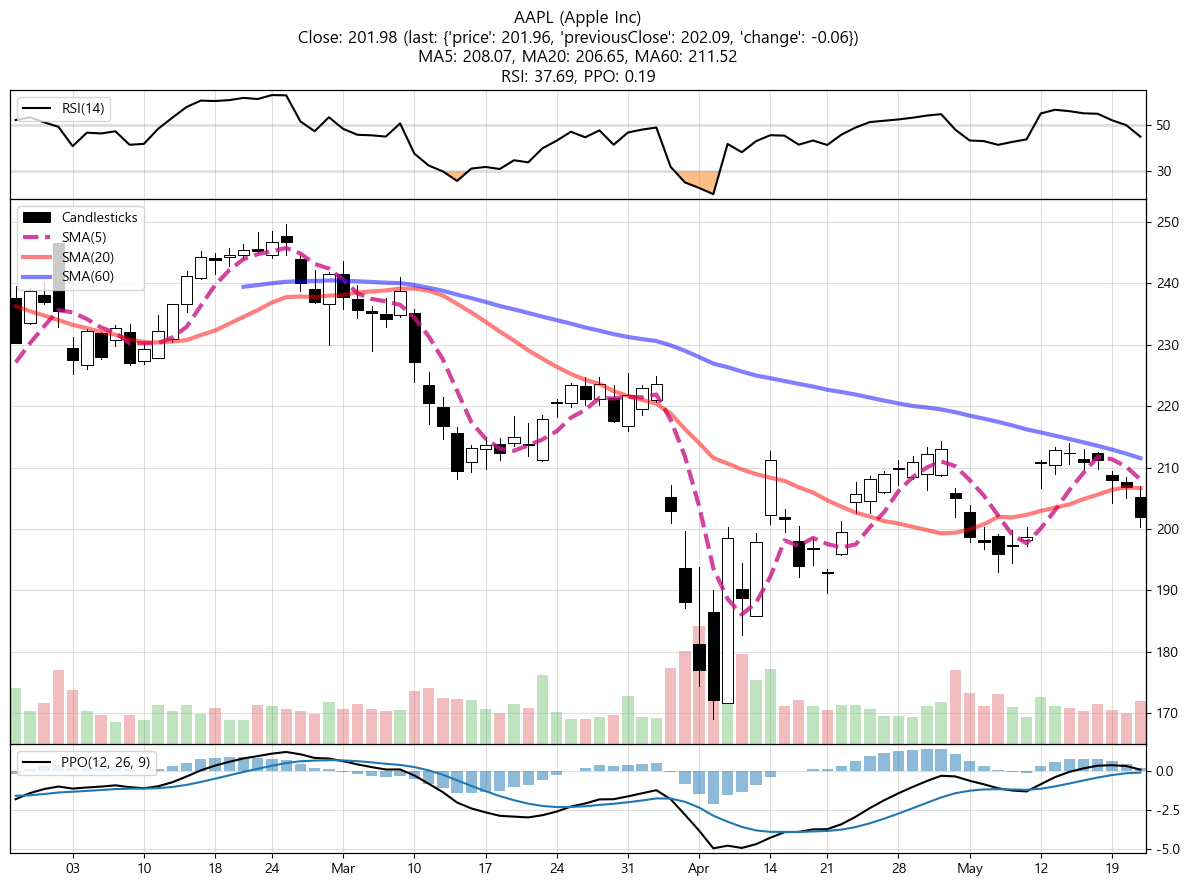 AAPL (Apple Inc)
Close: 201.98 (last: {'price': 201.96, 'previousClose': 202.09, 'change': -0.06})
MA5: 208.07, MA20: 206.65, MA60: 211.52
RSI: 37.69, PPO: 0.19
RSI(14)
50
30
Candlesticks
SMA(5)
SMA(20)
SMA(60)
250
240
230
220
210
200
190
180
170
PPO(12, 26, 9)
0.0
-2.5
-5.0
03 10 18 24 Mar 10 17 24 31 Apr 14 21 28 May 12 19